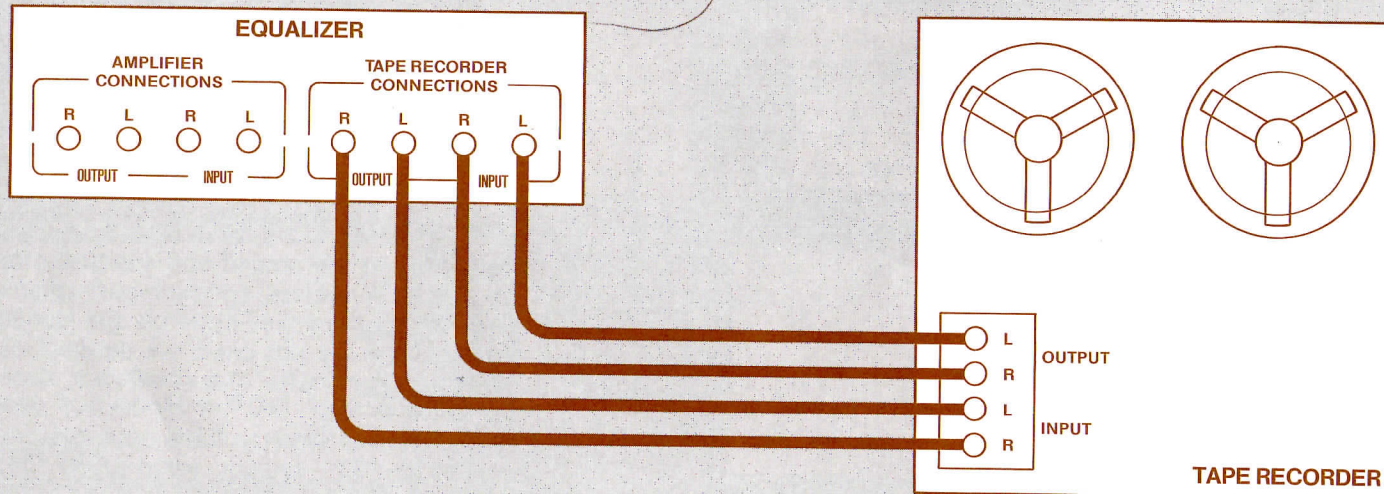 EQUALIZER
AMPLIFIER
CONNECTIONS
R L R L
OUTPUT INPUT
TAPE RECORDER
CONNECTIONS
R L R L
OUTPUT INPUT
L
OUTPUT
R
L
INPUT
R
TAPE RECORDER